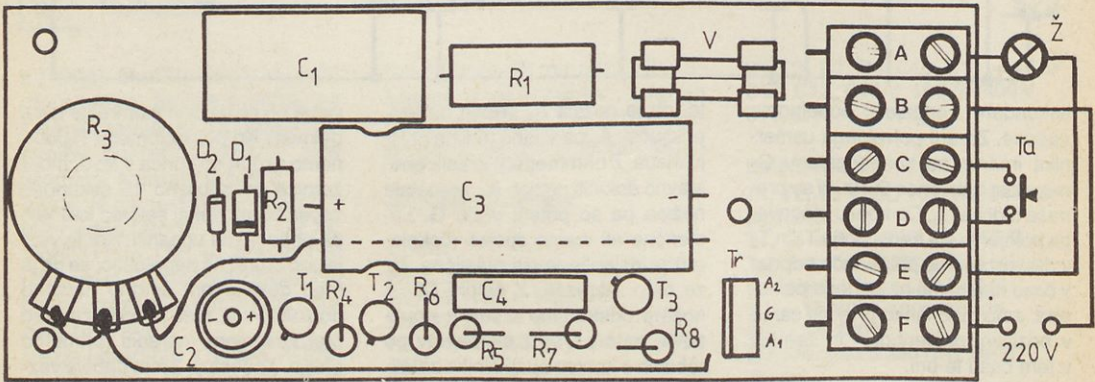 C1
R1
V
A
Ž
B
R3
D2
D1
R2
+
-
C3
C
Ta
D
Tr
A2
G
A1
E
F
T1
R4
T2
R6
C4
R5
R7
T3
R8
-
+
C2
220 V